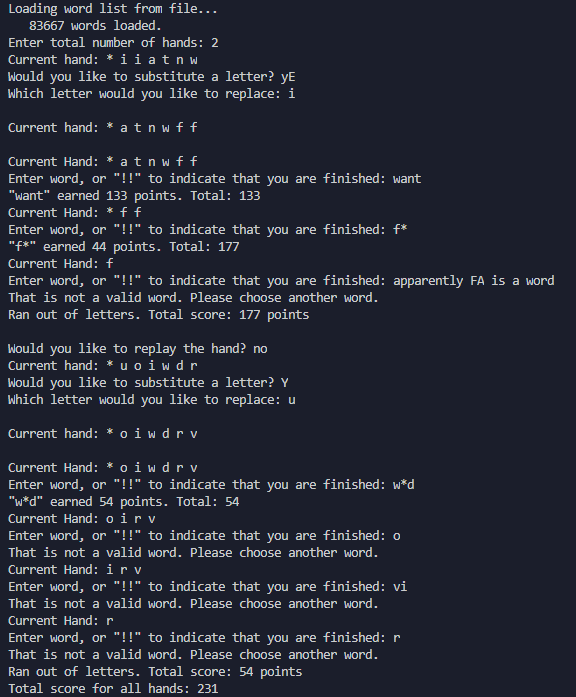 Loading word list from file...
   83667 words loaded.
Enter total number of hands: 2
Current hand: * i i a t n w
Would you like to substitute a letter? yE
Which letter would you like to replace: i

Current hand: * a t n w f f

Current Hand: * a t n w f f
Enter word, or "!!" to indicate that you are finished: want
"want" earned 133 points. Total: 133
Current Hand: * f f
Enter word, or "!!" to indicate that you are finished: f*
"f*" earned 44 points. Total: 177
Current Hand: f
Enter word, or "!!" to indicate that you are finished: apparently FA is a word
That is not a valid word. Please choose another word.
Ran out of letters. Total score: 177 points

Would you like to replay the hand? no
Current hand: * u o i w d r
Would you like to substitute a letter? Y
Which letter would you like to replace: u

Current hand: * o i w d r v

Current Hand: * o i w d r v
Enter word, or "!!" to indicate that you are finished: w*d
"w*d" earned 54 points. Total: 54
Current Hand: o i r v
Enter word, or "!!" to indicate that you are finished: o
That is not a valid word. Please choose another word.
Current Hand: i r v
Enter word, or "!!" to indicate that you are finished: vi
That is not a valid word. Please choose another word.
Current Hand: r
Enter word, or "!!" to indicate that you are finished: r
That is not a valid word. Please choose another word.
Ran out of letters. Total score: 54 points
Total score for all hands: 231